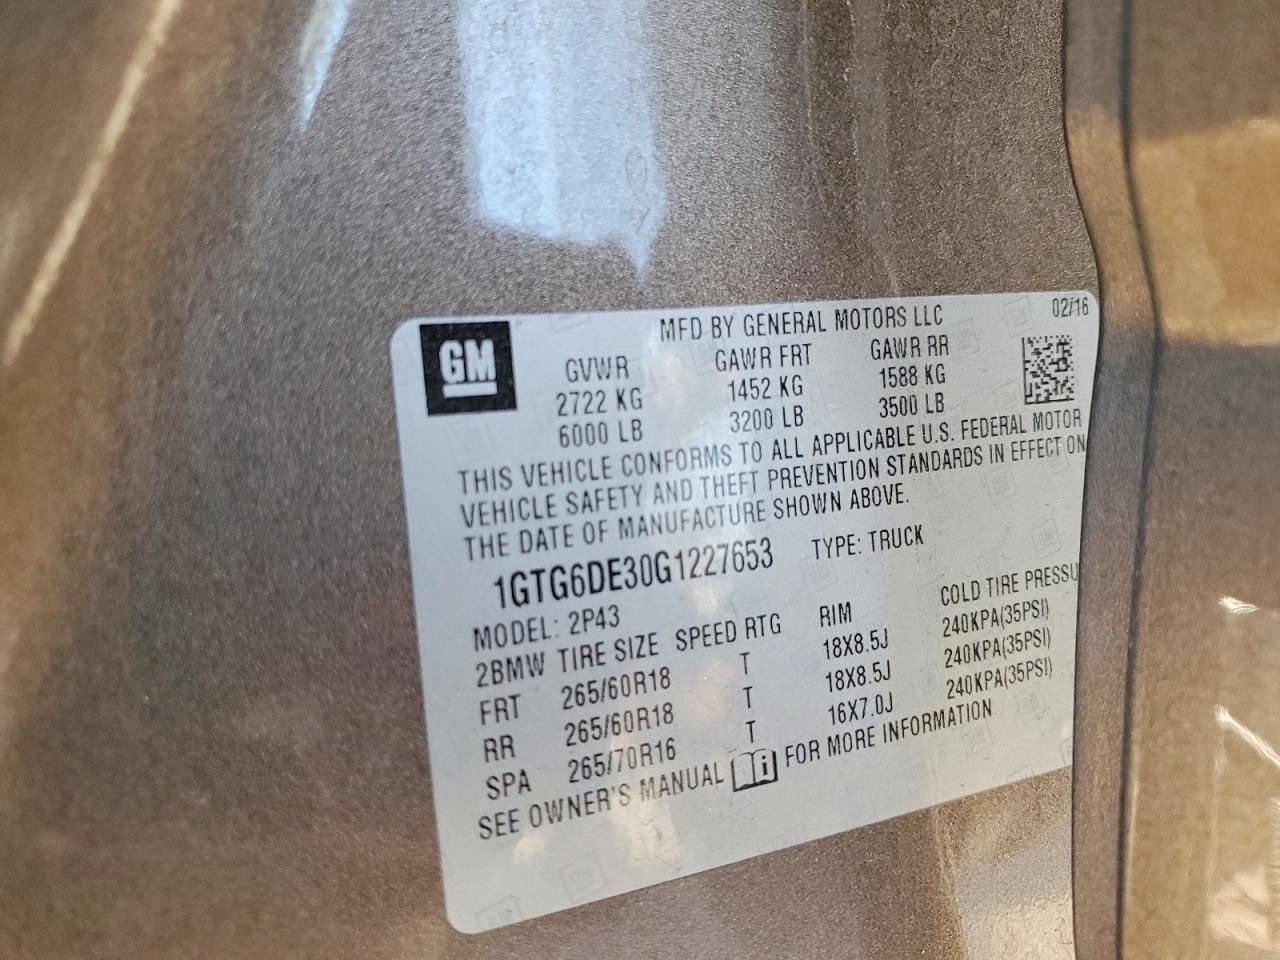 MFD BY GENERAL MOTORS LLC 02/16
GM
GVWR GAWR FRT GAWR RR
2722 KG 1452 KG 1588 KG
6000 LB 3200 LB 3500 LB
THIS VEHICLE CONFORMS TO ALL APPLICABLE U.S. FEDERAL MOTOR
VEHICLE SAFETY AND THEFT PREVENTION STANDARDS IN EFFECT ON
THE DATE OF MANUFACTURE SHOWN ABOVE.
1GTG6DE30G1227653 TYPE: TRUCK
MODEL: 2P43
2BMW TIRE SIZE SPEED RTG RIM COLD TIRE PRESSU
FRT 265/60R18 T 18X8.5J 240KPA(35PSI)
RR 265/60R18 T 18X8.5J 240KPA(35PSI)
SPA 265/70R16 T 16X7.0J 240KPA(35PSI)
SEE OWNER'S MANUAL i FOR MORE INFORMATION